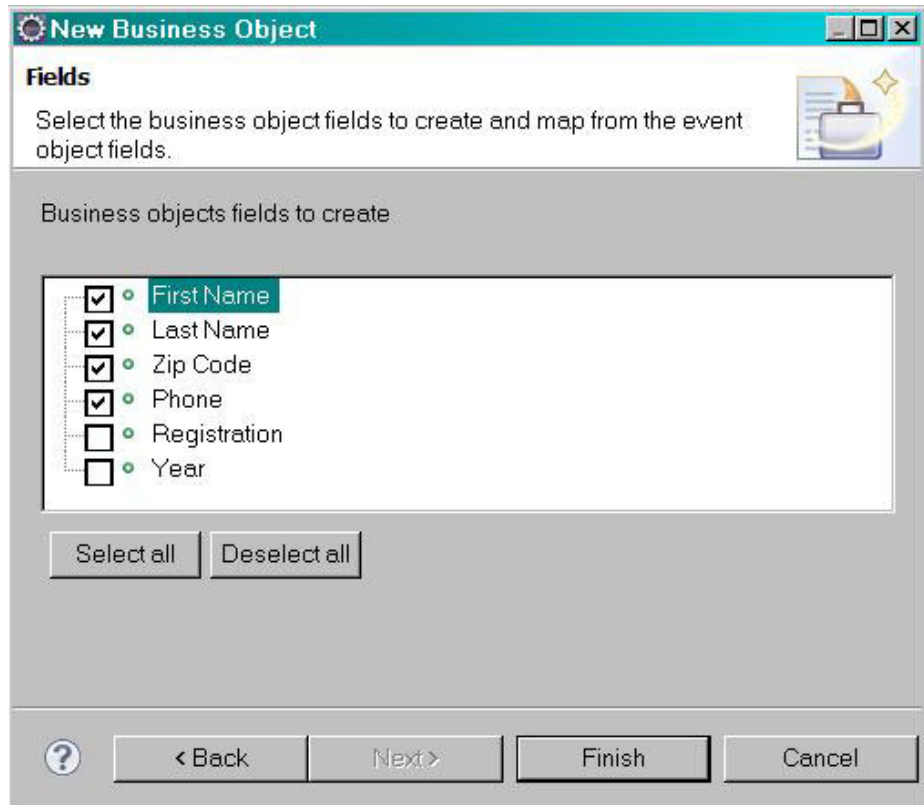 New Business Object
Fields
Select the business object fields to create and map from the event
object fields.
Business objects fields to create
First Name
Last Name
Zip Code
Phone
Registration
Year
Select all Deselect all
? < Back Next > Finish Cancel